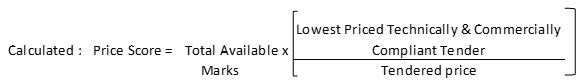 Lowest Priced Technically & Commercially
Calculated : Price Score = Total Available x Compliant Tender
Marks Tendered price